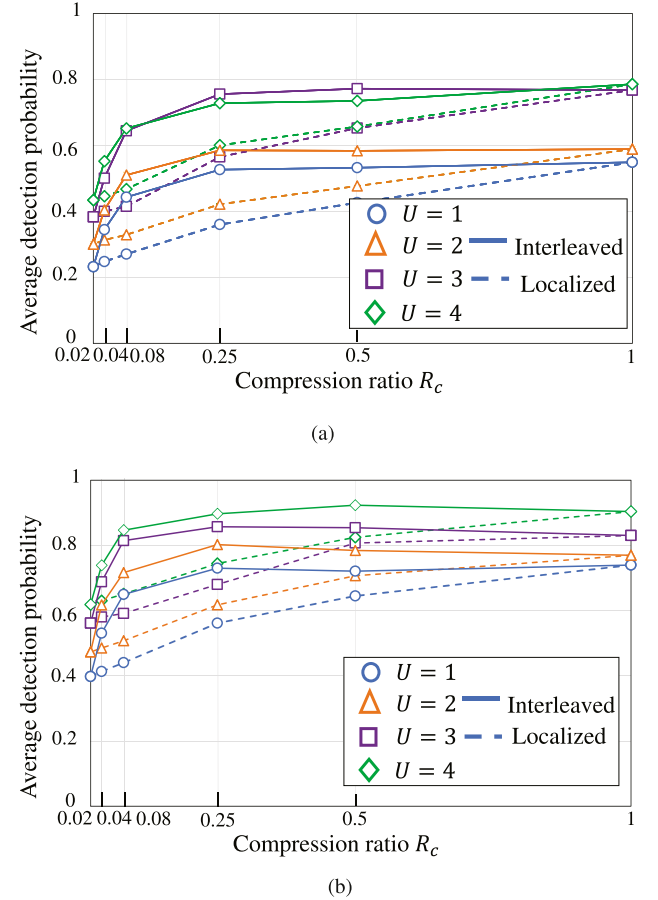 1
0.8
0.6
0.4
0.2
0
Average detection probability
0.02 0.04 0.08 0.25 0.5 1
Compression ratio R_c
U = 1
U = 2 Interleaved
U = 3 Localized
U = 4
(a)
1
0.8
0.6
0.4
0.2
0
Average detection probability
0.02 0.04 0.08 0.25 0.5 1
Compression ratio R_c
U = 1
U = 2 Interleaved
U = 3 Localized
U = 4
(b)